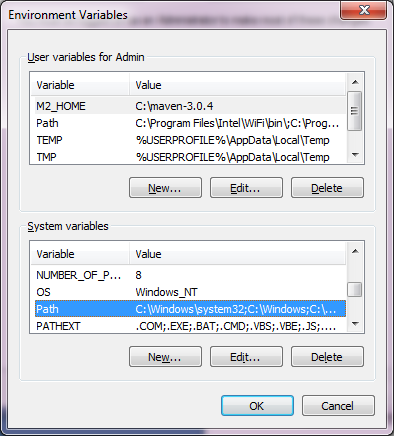 Environment Variables
User variables for Admin
Variable Value
M2_HOME C:\maven-3.0.4
Path C:\Program Files\Intel\WiFi\bin\;C:\Prog...
TEMP %USERPROFILE%\AppData\Local\Temp
TMP %USERPROFILE%\AppData\Local\Temp
New... Edit... Delete
System variables
Variable Value
NUMBER_OF_P... 8
OS Windows_NT
Path C:\Windows\system32;C:\Windows;C:\...
PATHEXT .COM;.EXE;.BAT;.CMD;.VBS;.VBE;.JS;....
New... Edit... Delete
OK Cancel